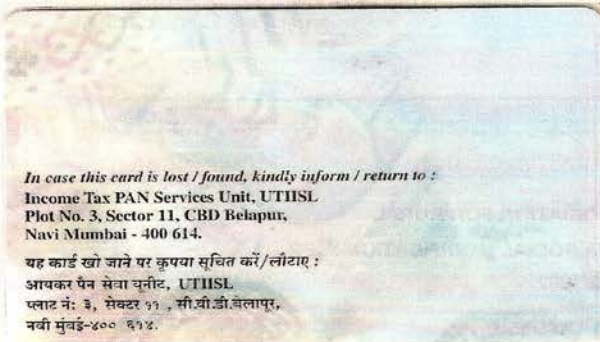 In case this card is lost / found, kindly inform / return to :
Income Tax PAN Services Unit, UTIISL
Plot No. 3, Sector 11, CBD Belapur,
Navi Mumbai - 400 614.
यह कार्ड खो जाने पर कृपया सूचित करें/लौटाए :
आयकर पैन सेवा यूनीट, UTIISL
प्लाट नं: ३, सेक्टर ११ , सी.बी.डी.बेलापूर,
नवी मुंबई-४०० ६१४.